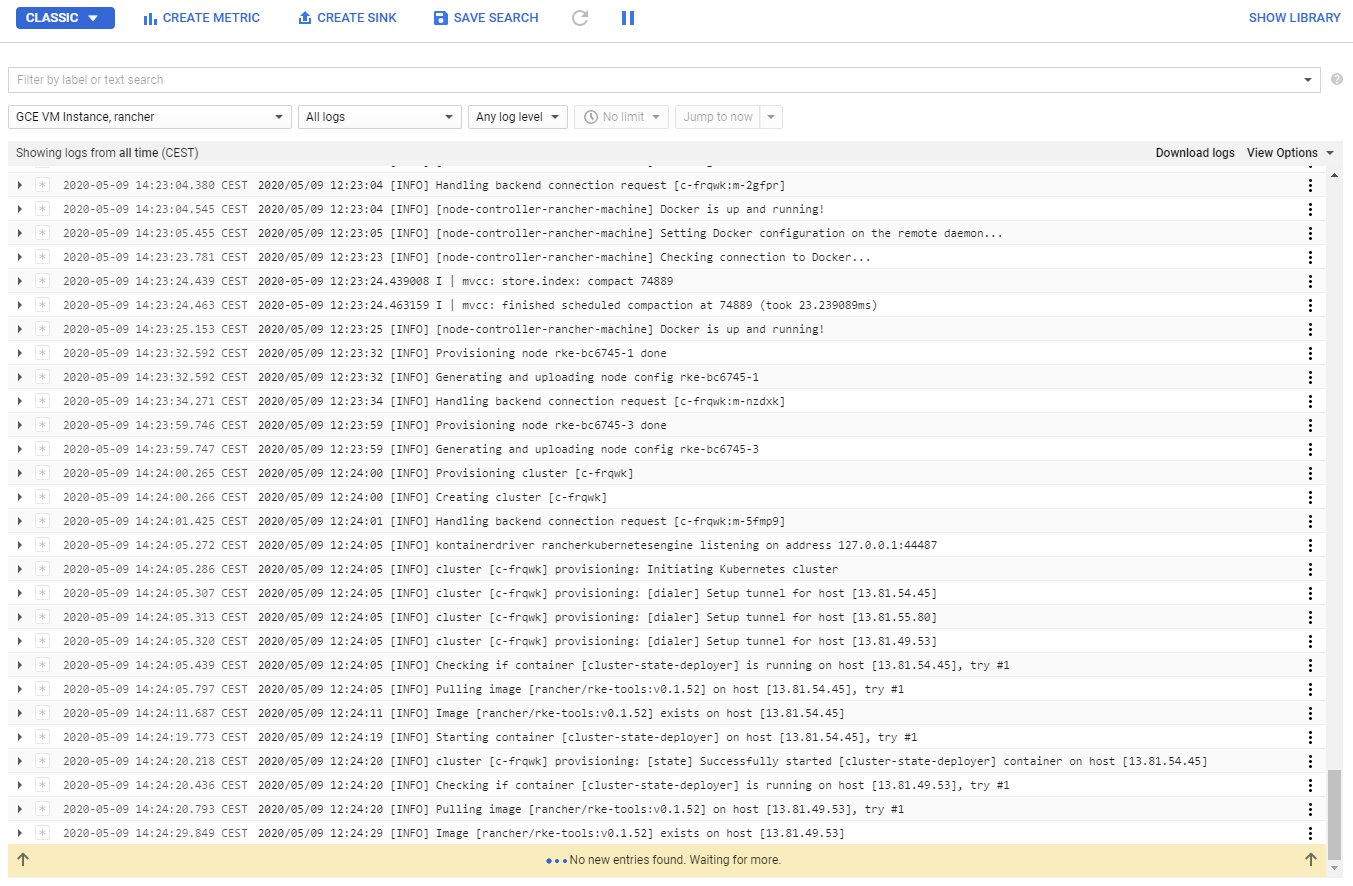 CLASSIC CREATE METRIC CREATE SINK SAVE SEARCH SHOW LIBRARY
Filter by label or text search
GCE VM Instance, rancher All logs Any log level No limit Jump to now
Showing logs from all time (CEST) Download logs View Options
2020-05-09 14:23:04.380 CEST 2020/05/09 12:23:04 [INFO] Handling backend connection request [c-frqwk:m-2gfpr]
2020-05-09 14:23:04.545 CEST 2020/05/09 12:23:04 [INFO] [node-controller-rancher-machine] Docker is up and running!
2020-05-09 14:23:05.455 CEST 2020/05/09 12:23:05 [INFO] [node-controller-rancher-machine] Setting Docker configuration on the remote daemon...
2020-05-09 14:23:23.781 CEST 2020/05/09 12:23:23 [INFO] [node-controller-rancher-machine] Checking connection to Docker...
2020-05-09 14:23:24.439 CEST 2020-05-09 12:23:24.439008 I | mvcc: store.index: compact 74889
2020-05-09 14:23:24.463 CEST 2020-05-09 12:23:24.463159 I | mvcc: finished scheduled compaction at 74889 (took 23.239089ms)
2020-05-09 14:23:25.153 CEST 2020/05/09 12:23:25 [INFO] [node-controller-rancher-machine] Docker is up and running!
2020-05-09 14:23:32.592 CEST 2020/05/09 12:23:32 [INFO] Provisioning node rke-bc6745-1 done
2020-05-09 14:23:32.592 CEST 2020/05/09 12:23:32 [INFO] Generating and uploading node config rke-bc6745-1
2020-05-09 14:23:34.271 CEST 2020/05/09 12:23:34 [INFO] Handling backend connection request [c-frqwk:m-nzdxk]
2020-05-09 14:23:59.746 CEST 2020/05/09 12:23:59 [INFO] Provisioning node rke-bc6745-3 done
2020-05-09 14:23:59.747 CEST 2020/05/09 12:23:59 [INFO] Generating and uploading node config rke-bc6745-3
2020-05-09 14:24:00.265 CEST 2020/05/09 12:24:00 [INFO] Provisioning cluster [c-frqwk]
2020-05-09 14:24:00.266 CEST 2020/05/09 12:24:00 [INFO] Creating cluster [c-frqwk]
2020-05-09 14:24:01.425 CEST 2020/05/09 12:24:01 [INFO] Handling backend connection request [c-frqwk:m-5fmp9]
2020-05-09 14:24:05.272 CEST 2020/05/09 12:24:05 [INFO] kontainerdriver rancherkubernetesengine listening on address 127.0.0.1:44487
2020-05-09 14:24:05.286 CEST 2020/05/09 12:24:05 [INFO] cluster [c-frqwk] provisioning: Initiating Kubernetes cluster
2020-05-09 14:24:05.307 CEST 2020/05/09 12:24:05 [INFO] cluster [c-frqwk] provisioning: [dialer] Setup tunnel for host [13.81.54.45]
2020-05-09 14:24:05.313 CEST 2020/05/09 12:24:05 [INFO] cluster [c-frqwk] provisioning: [dialer] Setup tunnel for host [13.81.55.80]
2020-05-09 14:24:05.320 CEST 2020/05/09 12:24:05 [INFO] cluster [c-frqwk] provisioning: [dialer] Setup tunnel for host [13.81.49.53]
2020-05-09 14:24:05.439 CEST 2020/05/09 12:24:05 [INFO] Checking if container [cluster-state-deployer] is running on host [13.81.54.45], try #1
2020-05-09 14:24:05.797 CEST 2020/05/09 12:24:05 [INFO] Pulling image [rancher/rke-tools:v0.1.52] on host [13.81.54.45], try #1
2020-05-09 14:24:11.687 CEST 2020/05/09 12:24:11 [INFO] Image [rancher/rke-tools:v0.1.52] exists on host [13.81.54.45]
2020-05-09 14:24:19.773 CEST 2020/05/09 12:24:19 [INFO] Starting container [cluster-state-deployer] on host [13.81.54.45], try #1
2020-05-09 14:24:20.218 CEST 2020/05/09 12:24:20 [INFO] cluster [c-frqwk] provisioning: [state] Successfully started [cluster-state-deployer] container on host [13.81.54.45]
2020-05-09 14:24:20.436 CEST 2020/05/09 12:24:20 [INFO] Checking if container [cluster-state-deployer] is running on host [13.81.49.53], try #1
2020-05-09 14:24:20.793 CEST 2020/05/09 12:24:20 [INFO] Pulling image [rancher/rke-tools:v0.1.52] on host [13.81.49.53], try #1
2020-05-09 14:24:29.849 CEST 2020/05/09 12:24:29 [INFO] Image [rancher/rke-tools:v0.1.52] exists on host [13.81.49.53]
No new entries found. Waiting for more.